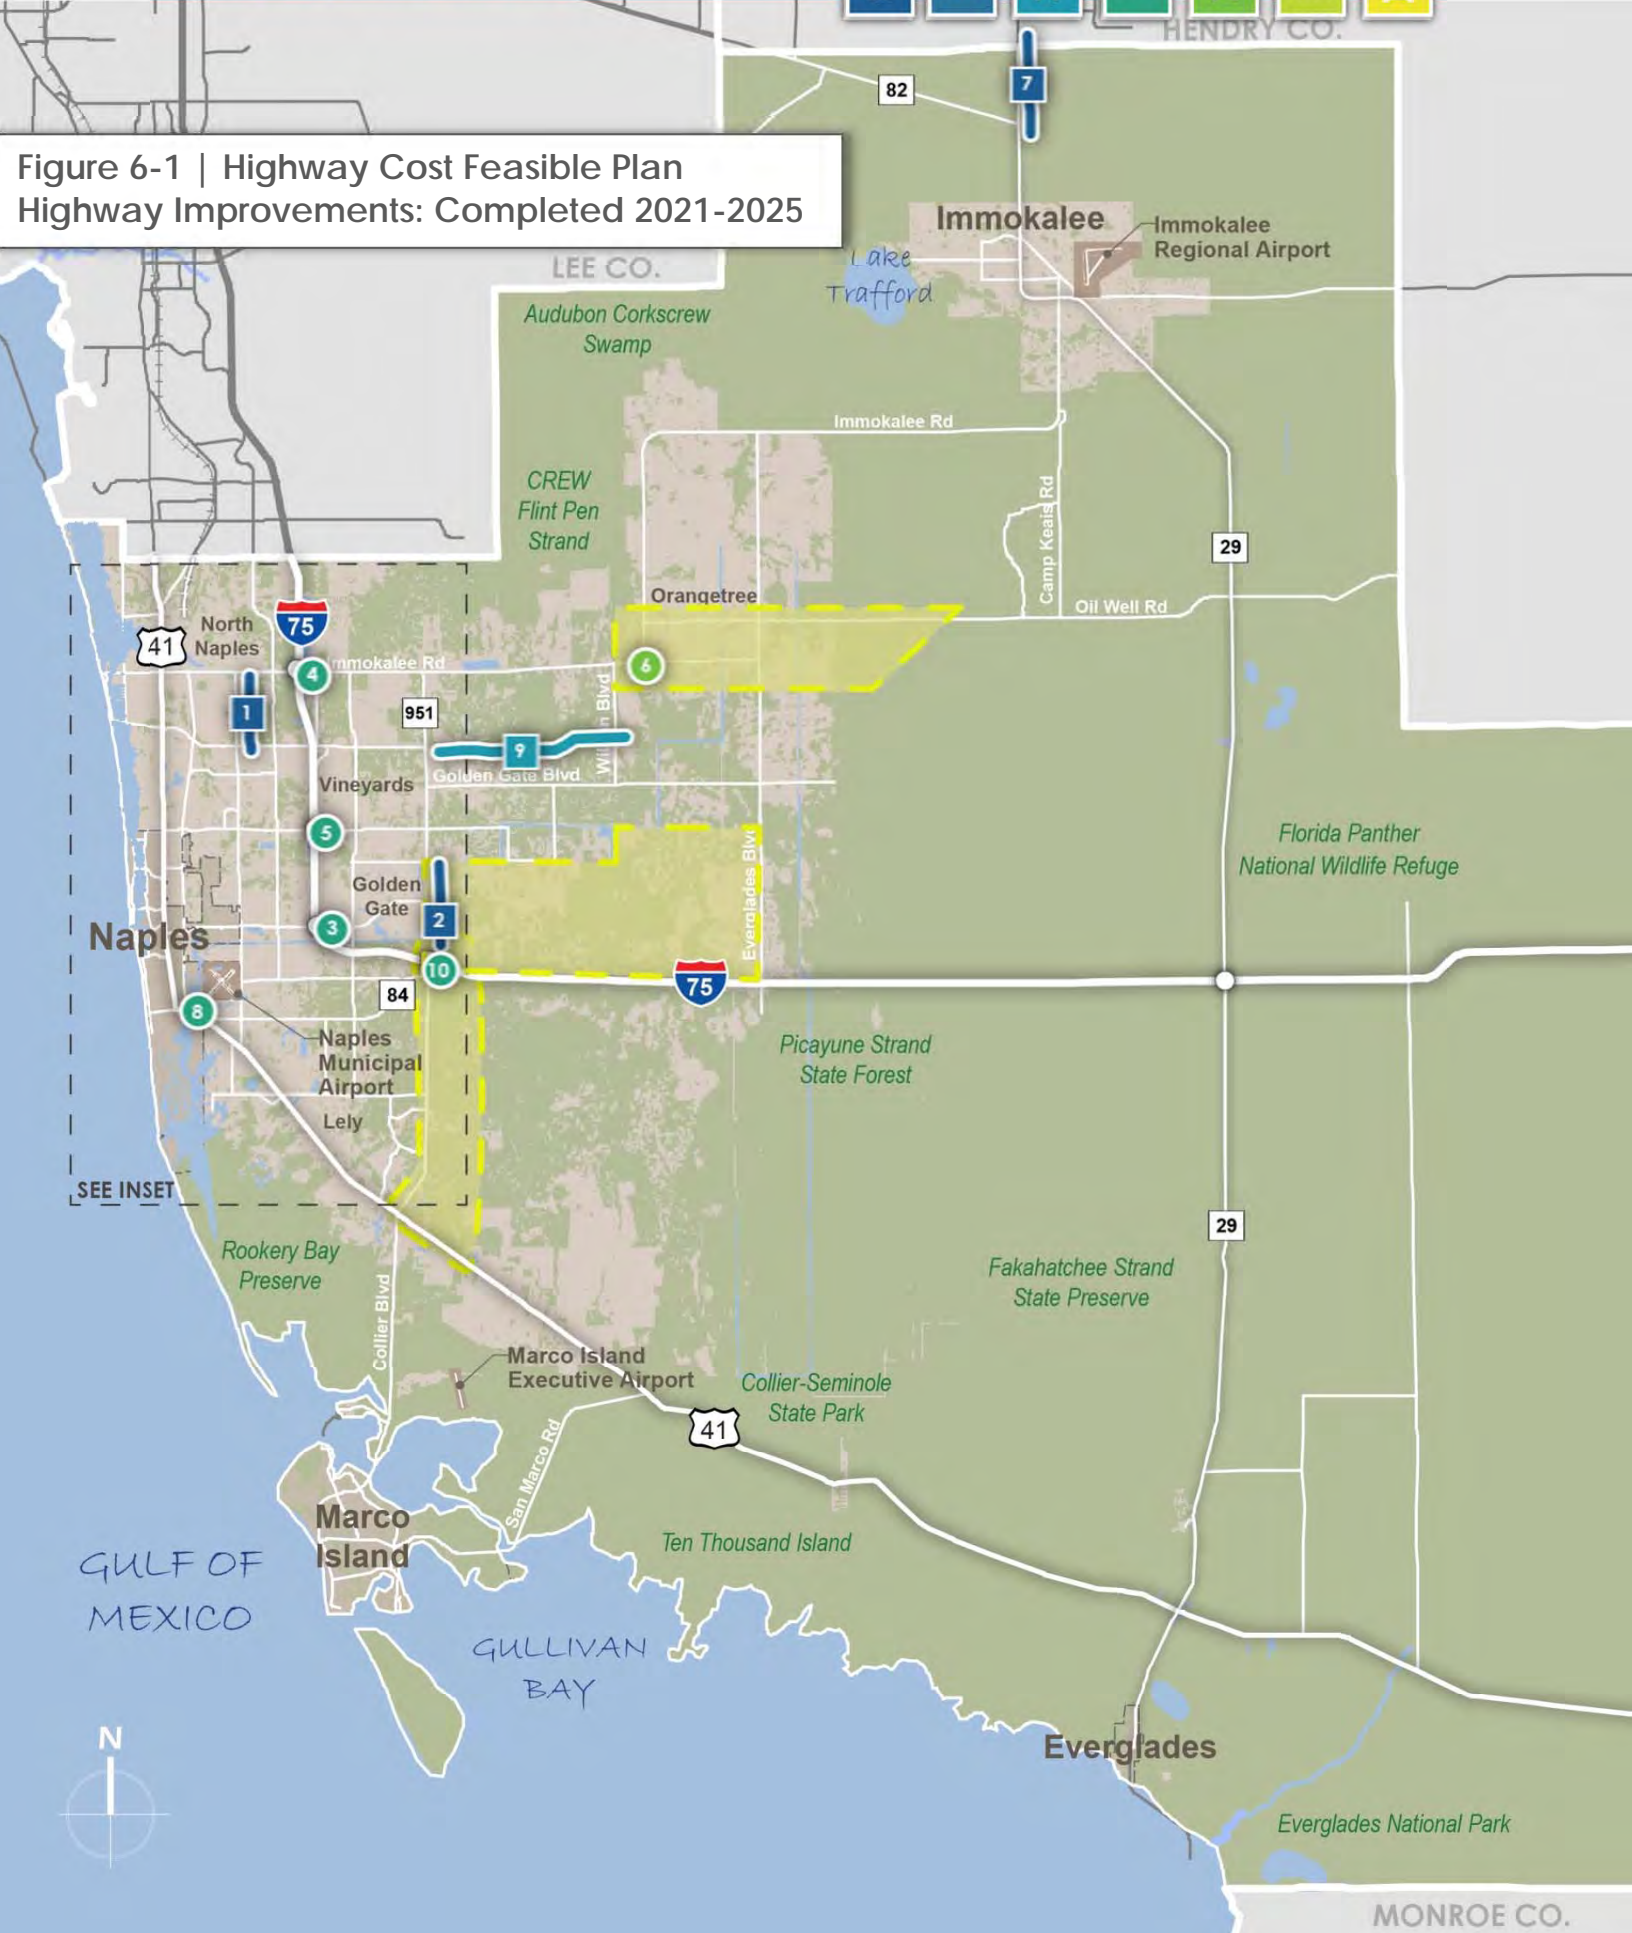 HENDRY CO.
7
82
Figure 6-1 | Highway Cost Feasible Plan
Highway Improvements: Completed 2021-2025
Immokalee
Immokalee
Regional Airport
LEE CO.
Lake
Trafford
Audubon Corkscrew
Swamp
Immokalee Rd
CREW
Flint Pen
Strand
Camp Keais Rd
29
Orangetree
Oil Well Rd
North
Naples
41
75
4
mmokalee Rd
6
951
1
9
Blvd
Golden Gate Blvd
Vineyards
5
Florida Panther
National Wildlife Refuge
Everglades Blv
Golden
Gate
2
3
Naples
10
75
84
8
Naples
Municipal
Airport
Picayune Strand
State Forest
Lely
SEE INSET
29
Rookery Bay
Preserve
Fakahatchee Strand
State Preserve
Collier Blvd
Marco Island
Executive Airport
Collier-Seminole
State Park
41
San Marco Rd
Marco
Island
Ten Thousand Island
GULF OF
MEXICO
GULLIVAN
BAY
N
Everglades
Everglades National Park
MONROE CO.